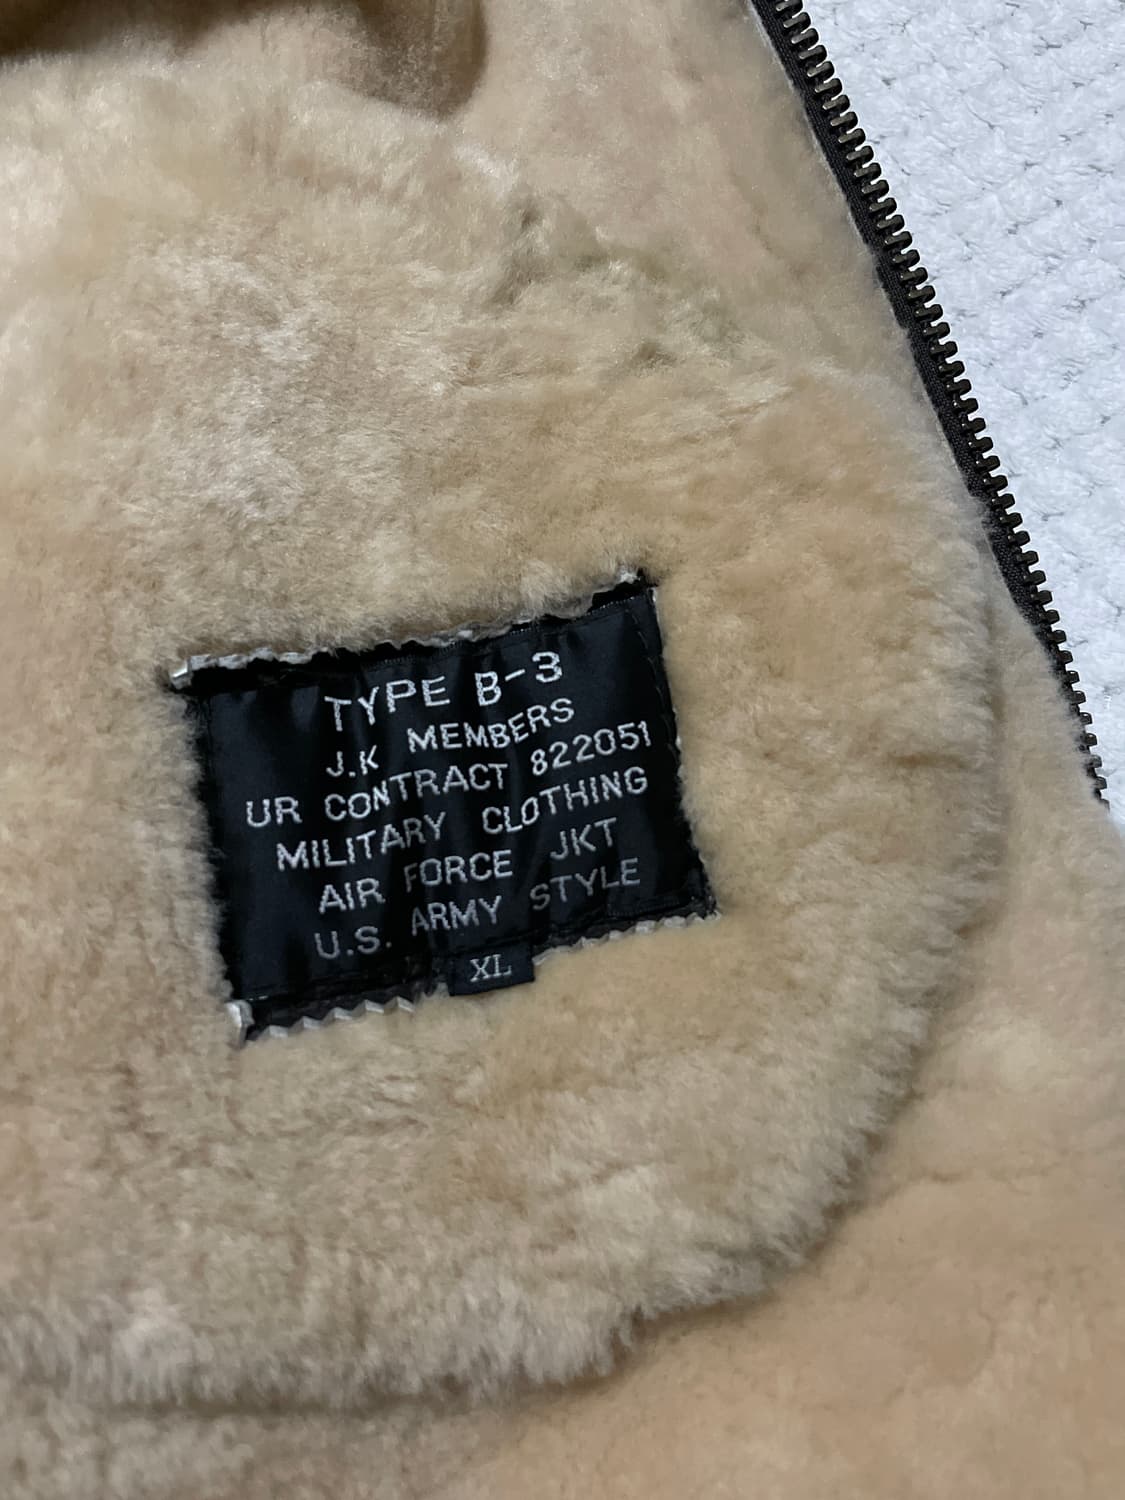 TYPE B-3
J.K MEMBERS
UR CONTRACT 822051
MILITARY CLOTHING
AIR FORCE JKT
U.S. ARMY STYLE
XL